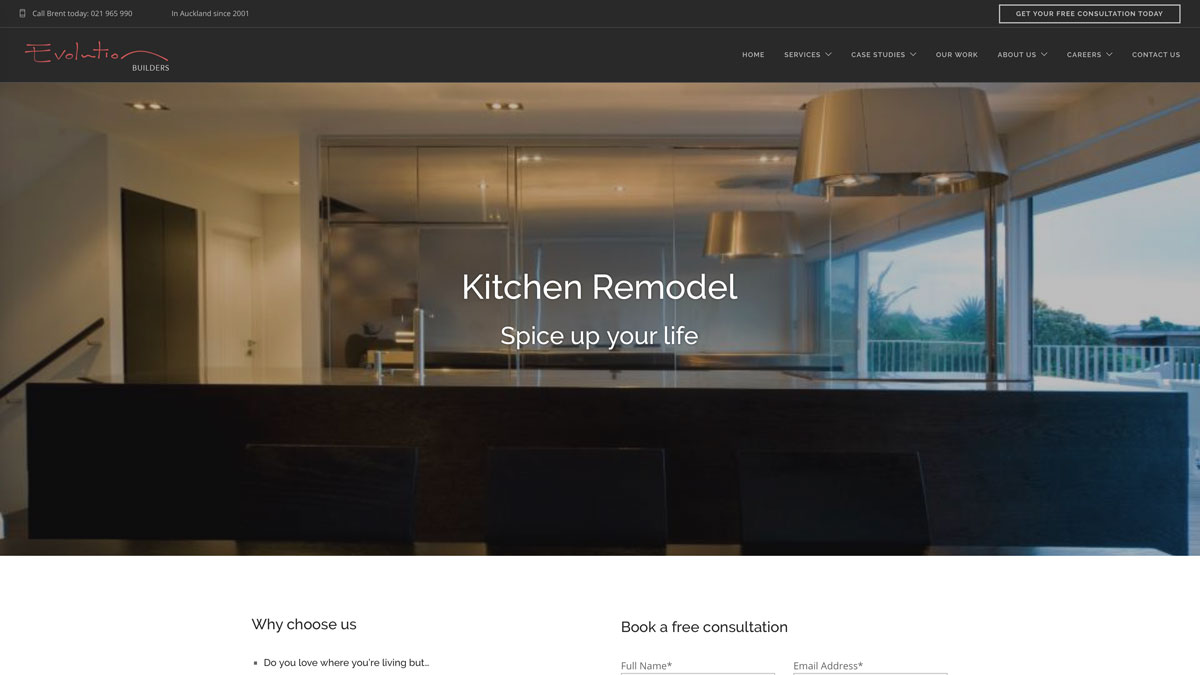 Call Brent today: 021 965 990
In Auckland since 2001
GET YOUR FREE CONSULTATION TODAY
Evolution
BUILDERS
HOME
SERVICES
CASE STUDIES
OUR WORK
ABOUT US
CAREERS
CONTACT US
Kitchen Remodel
Spice up your life
Why choose us
Book a free consultation
Do you love where you're living but...
Full Name*
Email Address*